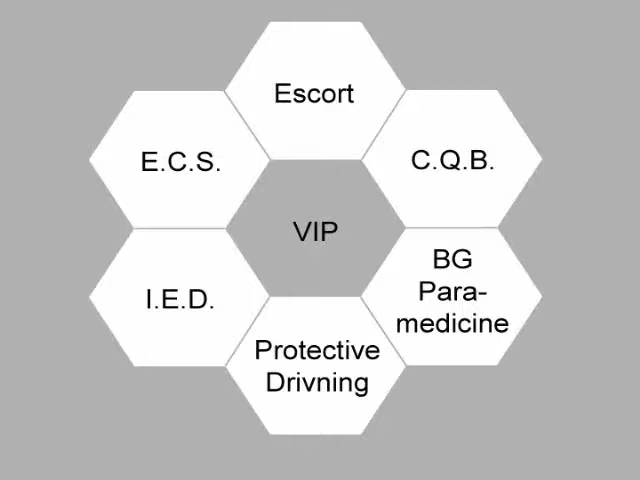 Escort
E.C.S.
C.Q.B.
VIP
I.E.D.
BG
Para-
medicine
Protective
Drivning